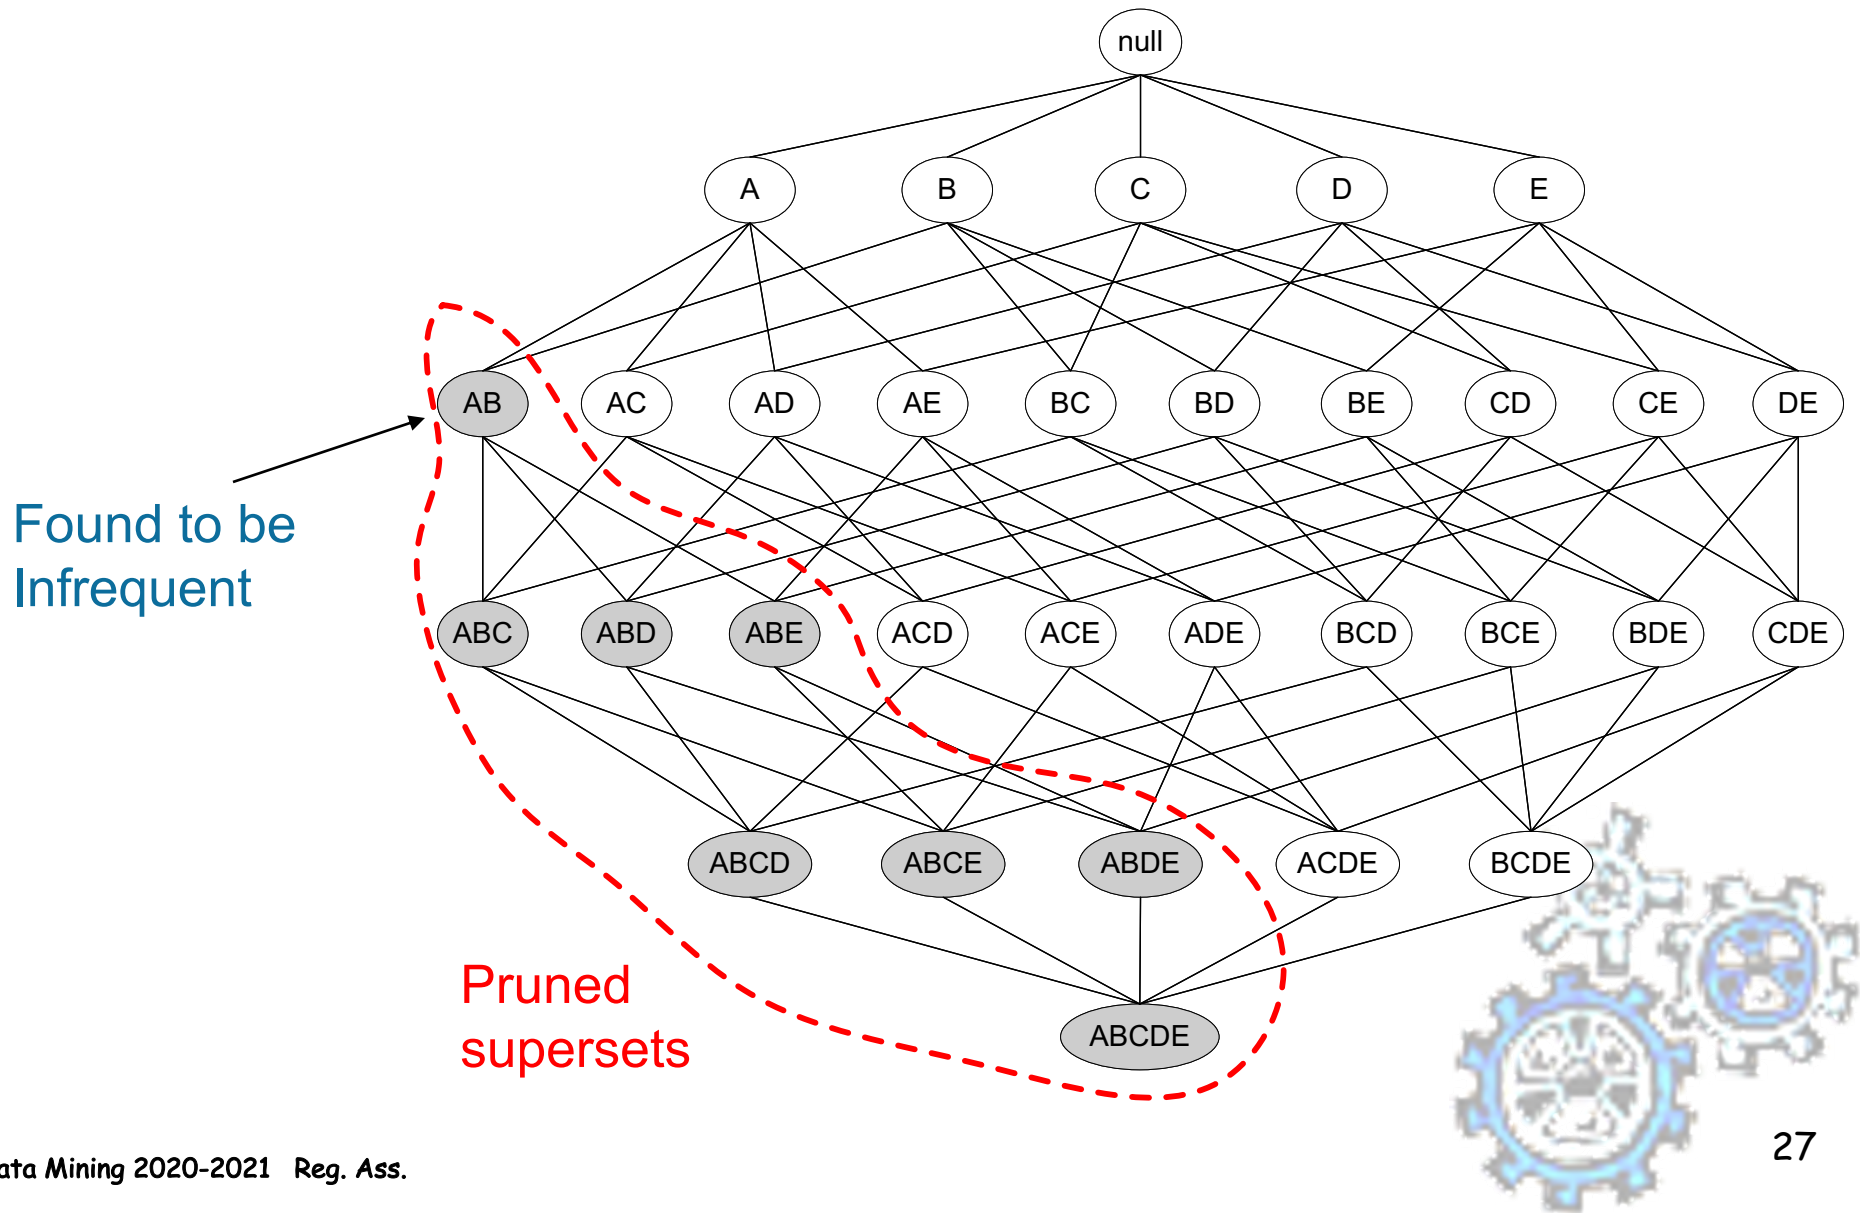 null
A B C D E
AB AC AD AE BC BD BE CD CE DE
Found to be
Infrequent
ABC ABD ABE ACD ACE ADE BCD BCE BDE CDE
ABCD ABCE ABDE ACDE BCDE
Pruned
supersets
ABCDE
ata Mining 2020-2021 Reg. Ass.
27